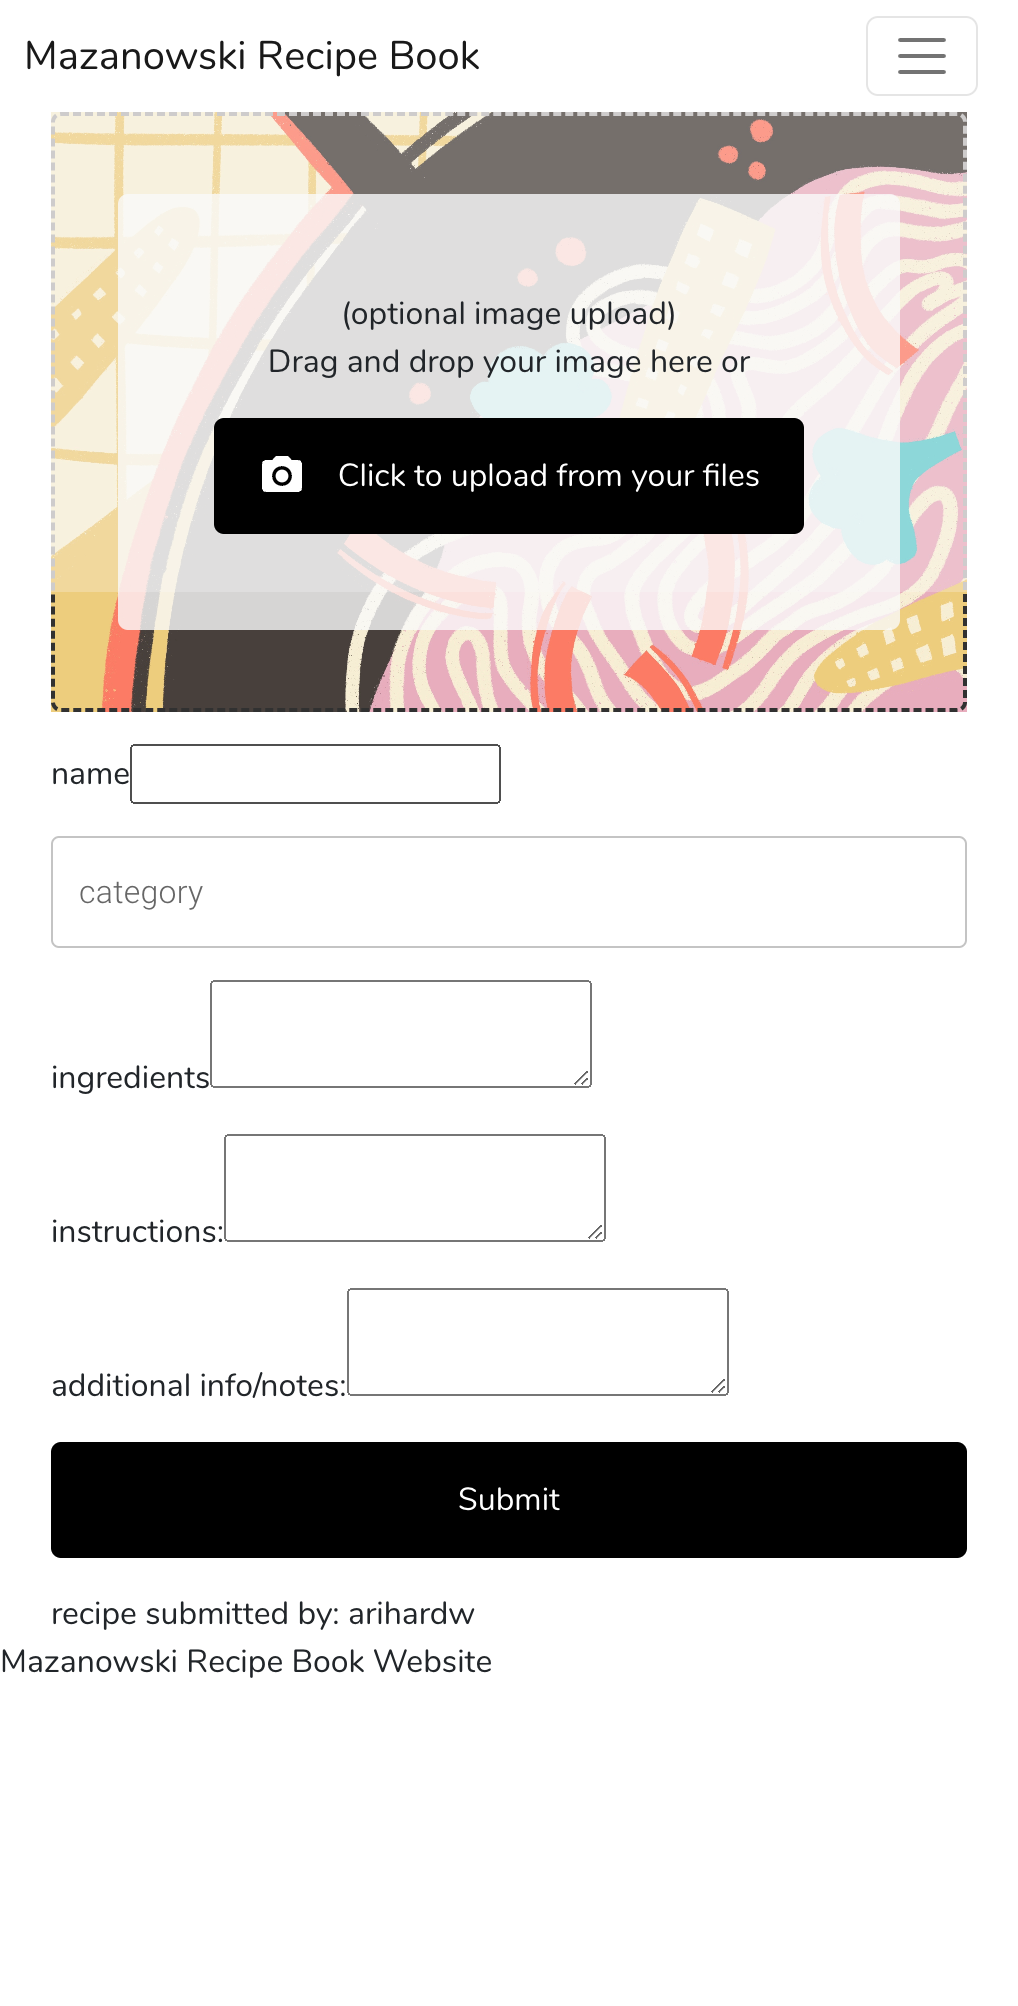 Mazanowski Recipe Book
(optional image upload)
Drag and drop your image here or
Click to upload from your files
name
category
ingredients
instructions:
additional info/notes:
Submit
recipe submitted by: arihardw
Mazanowski Recipe Book Website